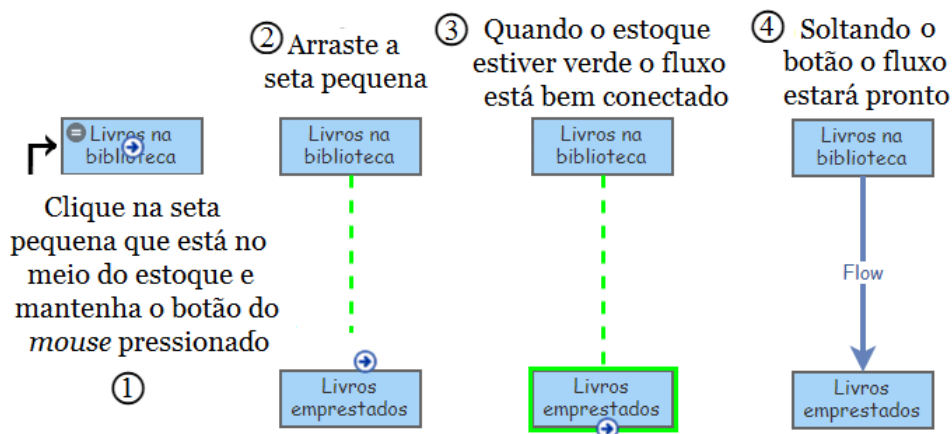 Livros na
biblioteca
Clique na seta
pequena que está no
meio do estoque e
mantenha o botão do
mouse pressionado
①
② Arraste a
seta pequena
Livros na
biblioteca
Livros
emprestados
③ Quando o estoque
estiver verde o fluxo
está bem conectado
Livros na
biblioteca
Livros
emprestados
④ Soltando o
botão o fluxo
estará pronto
Livros na
biblioteca
Flow
Livros
emprestados